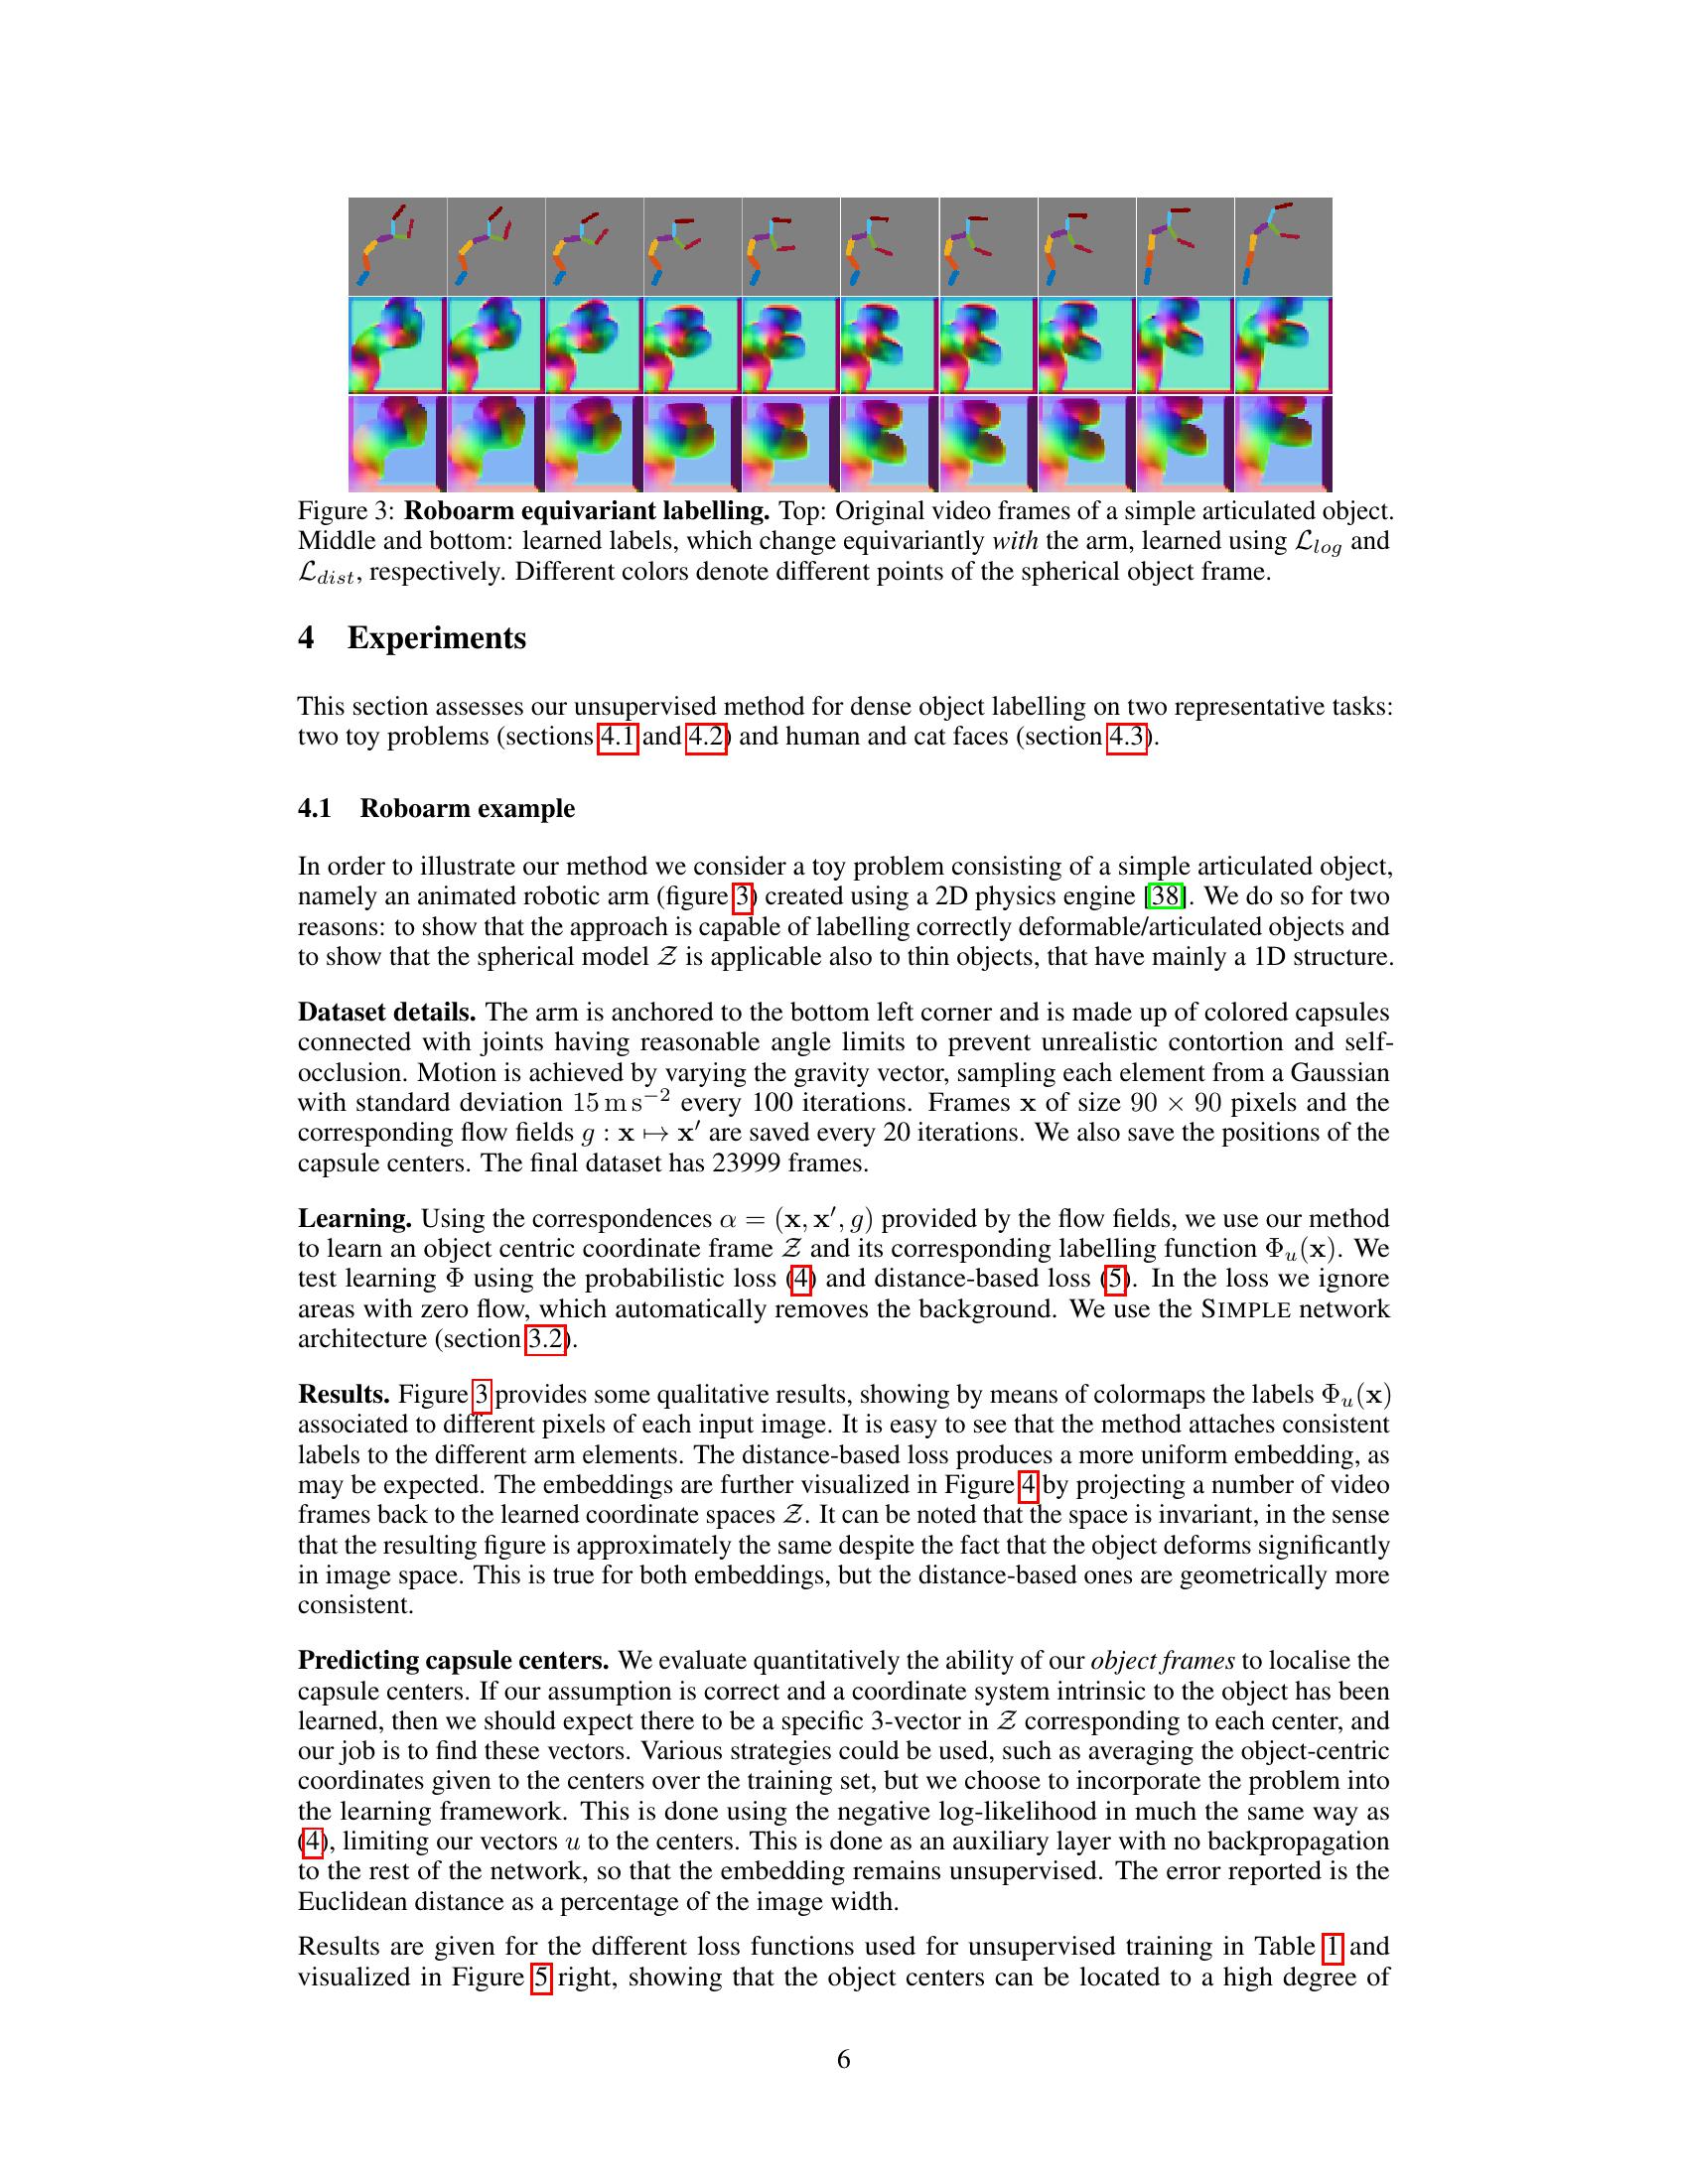 Figure 3: Roboarm equivariant labelling. Top: Original video frames of a simple articulated object.
Middle and bottom: learned labels, which change equivariantly with the arm, learned using ℒ_log and
ℒ_dist, respectively. Different colors denote different points of the spherical object frame.
4 Experiments
This section assesses our unsupervised method for dense object labelling on two representative tasks:
two toy problems (sections 4.1 and 4.2) and human and cat faces (section 4.3).
4.1 Roboarm example
In order to illustrate our method we consider a toy problem consisting of a simple articulated object,
namely an animated robotic arm (figure 3) created using a 2D physics engine [38]. We do so for two
reasons: to show that the approach is capable of labelling correctly deformable/articulated objects and
to show that the spherical model 𝒵 is applicable also to thin objects, that have mainly a 1D structure.
Dataset details. The arm is anchored to the bottom left corner and is made up of colored capsules
connected with joints having reasonable angle limits to prevent unrealistic contortion and self-
occlusion. Motion is achieved by varying the gravity vector, sampling each element from a Gaussian
with standard deviation 15 m s⁻² every 100 iterations. Frames x of size 90 × 90 pixels and the
corresponding flow fields g : x ↦ x′ are saved every 20 iterations. We also save the positions of the
capsule centers. The final dataset has 23999 frames.
Learning. Using the correspondences α = (x, x′, g) provided by the flow fields, we use our method
to learn an object centric coordinate frame 𝒵 and its corresponding labelling function Φ_u(x). We
test learning Φ using the probabilistic loss (4) and distance-based loss (5). In the loss we ignore
areas with zero flow, which automatically removes the background. We use the SIMPLE network
architecture (section 3.2).
Results. Figure 3 provides some qualitative results, showing by means of colormaps the labels Φ_u(x)
associated to different pixels of each input image. It is easy to see that the method attaches consistent
labels to the different arm elements. The distance-based loss produces a more uniform embedding, as
may be expected. The embeddings are further visualized in Figure 4 by projecting a number of video
frames back to the learned coordinate spaces 𝒵. It can be noted that the space is invariant, in the sense
that the resulting figure is approximately the same despite the fact that the object deforms significantly
in image space. This is true for both embeddings, but the distance-based ones are geometrically more
consistent.
Predicting capsule centers. We evaluate quantitatively the ability of our object frames to localise the
capsule centers. If our assumption is correct and a coordinate system intrinsic to the object has been
learned, then we should expect there to be a specific 3-vector in 𝒵 corresponding to each center, and
our job is to find these vectors. Various strategies could be used, such as averaging the object-centric
coordinates given to the centers over the training set, but we choose to incorporate the problem into
the learning framework. This is done using the negative log-likelihood in much the same way as
(4), limiting our vectors u to the centers. This is done as an auxiliary layer with no backpropagation
to the rest of the network, so that the embedding remains unsupervised. The error reported is the
Euclidean distance as a percentage of the image width.
Results are given for the different loss functions used for unsupervised training in Table 1 and
visualized in Figure 5 right, showing that the object centers can be located to a high degree of
6